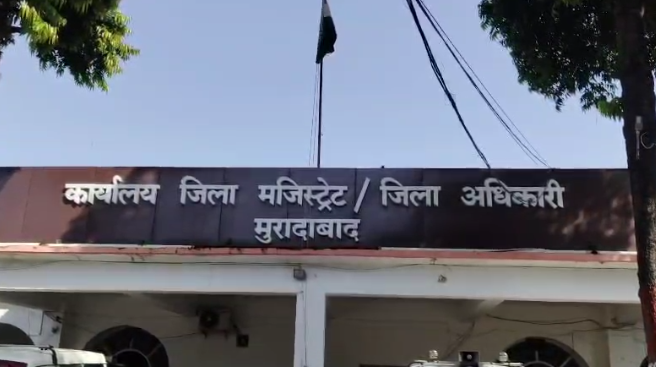 कार्यालय जिला मजिस्ट्रेट / जिला अधिकारी
मुरादाबाद